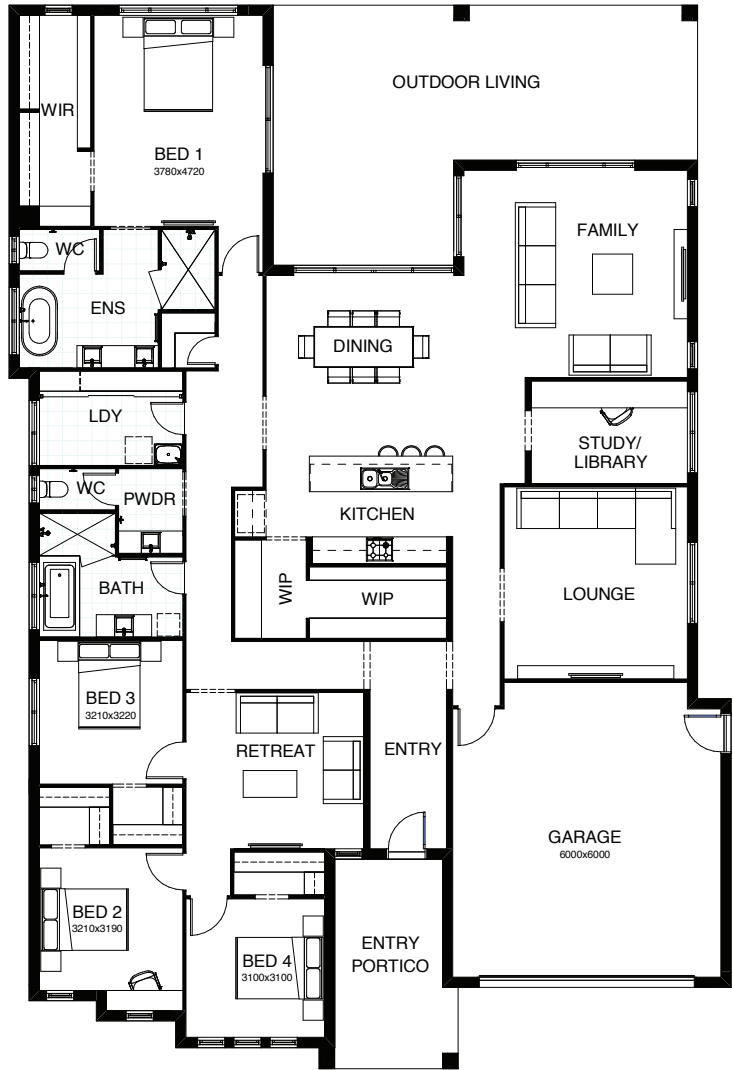 OUTDOOR LIVING
WIR
BED 1
3780x4720
FAMILY
WC
ENS
DINING
LDY
STUDY/
LIBRARY
WC
PWDR
KITCHEN
BATH
WIP
WIP
LOUNGE
BED 3
3210x3220
RETREAT
ENTRY
GARAGE
6000x6000
BED 2
3210x3190
ENTRY
PORTICO
BED 4
3100x3100